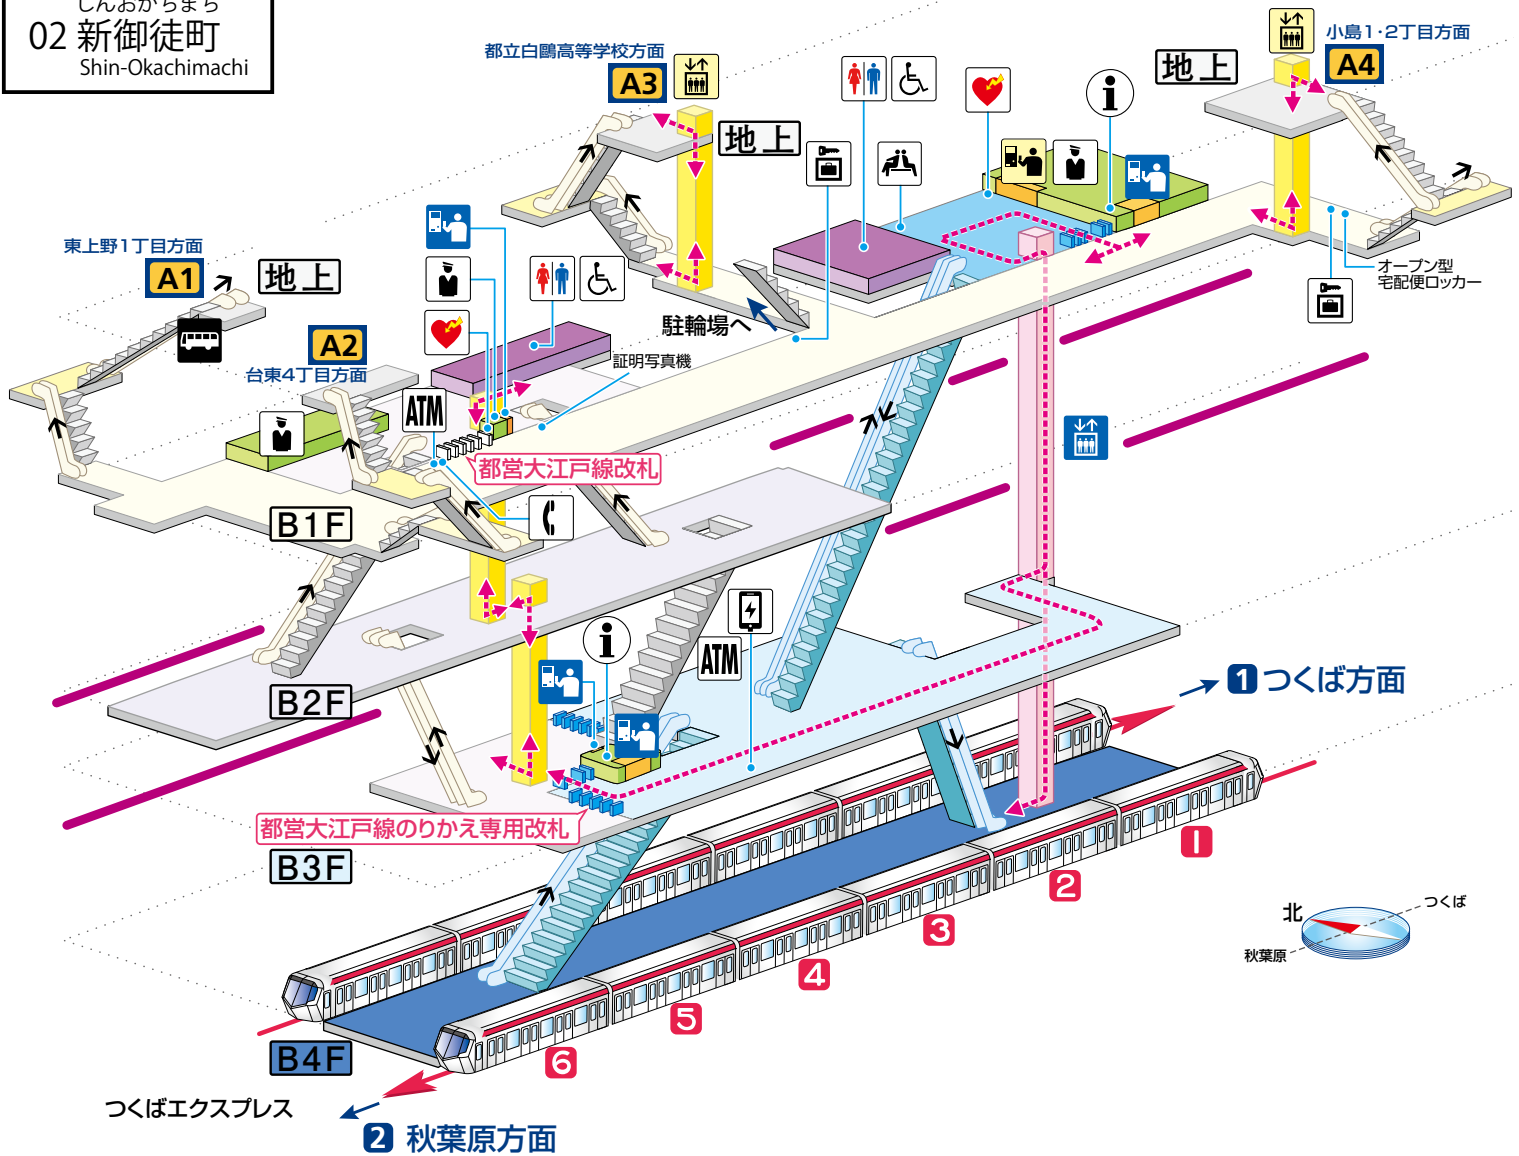 しんおかちまち
02 新御徒町
Shin-Okachimachi
都立白鷗高等学校方面
A3
地上
小島1・2丁目方面
A4
地上
東上野1丁目方面
A1
地上
A2
台東4丁目方面
駐輪場へ
オープン型
宅配便ロッカー
証明写真機
ATM
都営大江戸線改札
B1F
B2F
ATM
1 つくば方面
都営大江戸線のりかえ専用改札
B3F
1
2
3
4
5
6
北
つくば
秋葉原
B4F
つくばエクスプレス
2 秋葉原方面